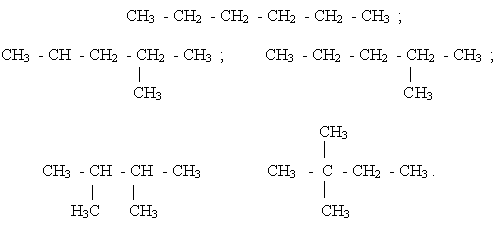 CH3 - CH2 - CH2 - CH2 - CH2 - CH3 ;
CH3 - CH - CH2 - CH2 - CH3 ; CH3 - CH2 - CH2 - CH2 - CH3 ;
| |
CH3 CH3
CH3
|
CH3 - CH - CH - CH3 CH3 - C - CH2 - CH3 .
| | |
H3C CH3 CH3